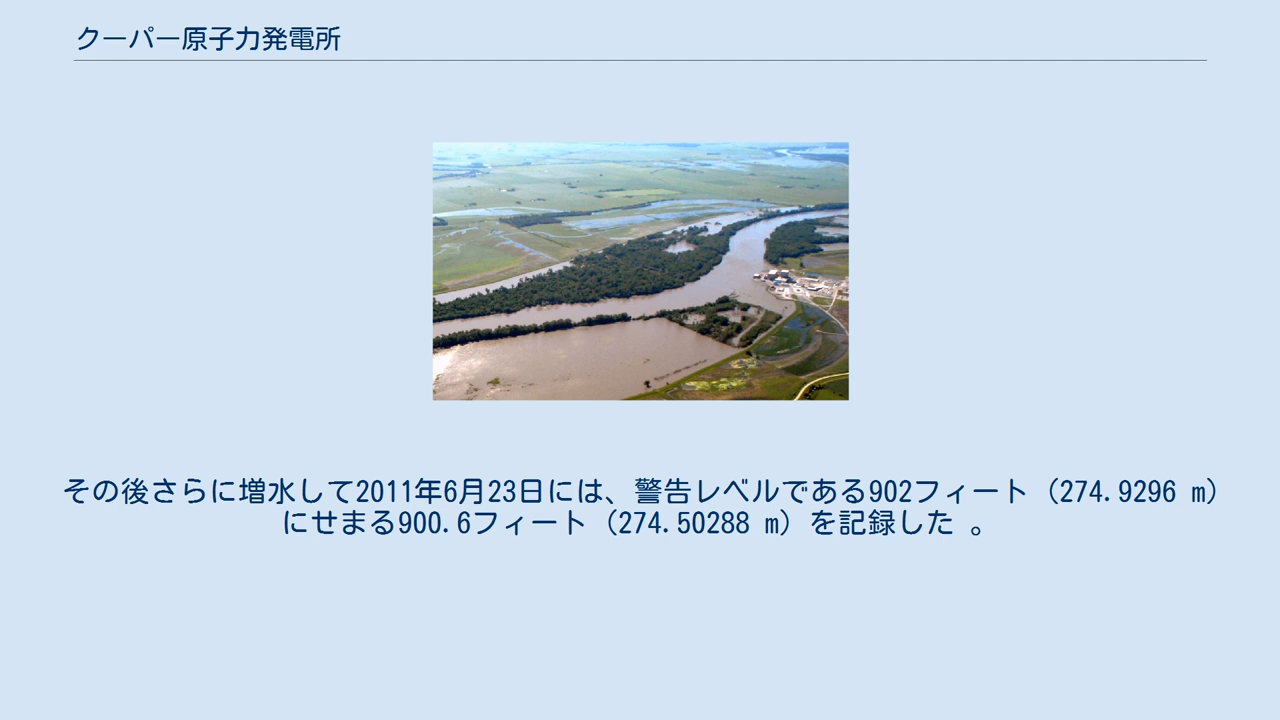 クーパー原子力発電所
その後さらに増水して2011年6月23日には、警告レベルである902フィート（274.9296 m）
にせまる900.6フィート（274.50288 m）を記録した 。